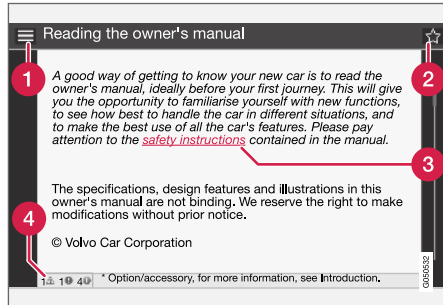 Reading the owner's manual
1
2
A good way of getting to know your new car is to read the
owner's manual, ideally before your first journey. This will give
you the opportunity to familiarise yourself with new functions,
to see how best to handle the car in different situations, and
to make the best use of all the car's features. Please pay
attention to the safety instructions contained in the manual.
3
The specifications, design features and illustrations in this
owner's manual are not binding. We reserve the right to make
modifications without prior notice.
4
© Volvo Car Corporation
1 1 4 * Option/accessory, for more information, see Introduction.
G050532